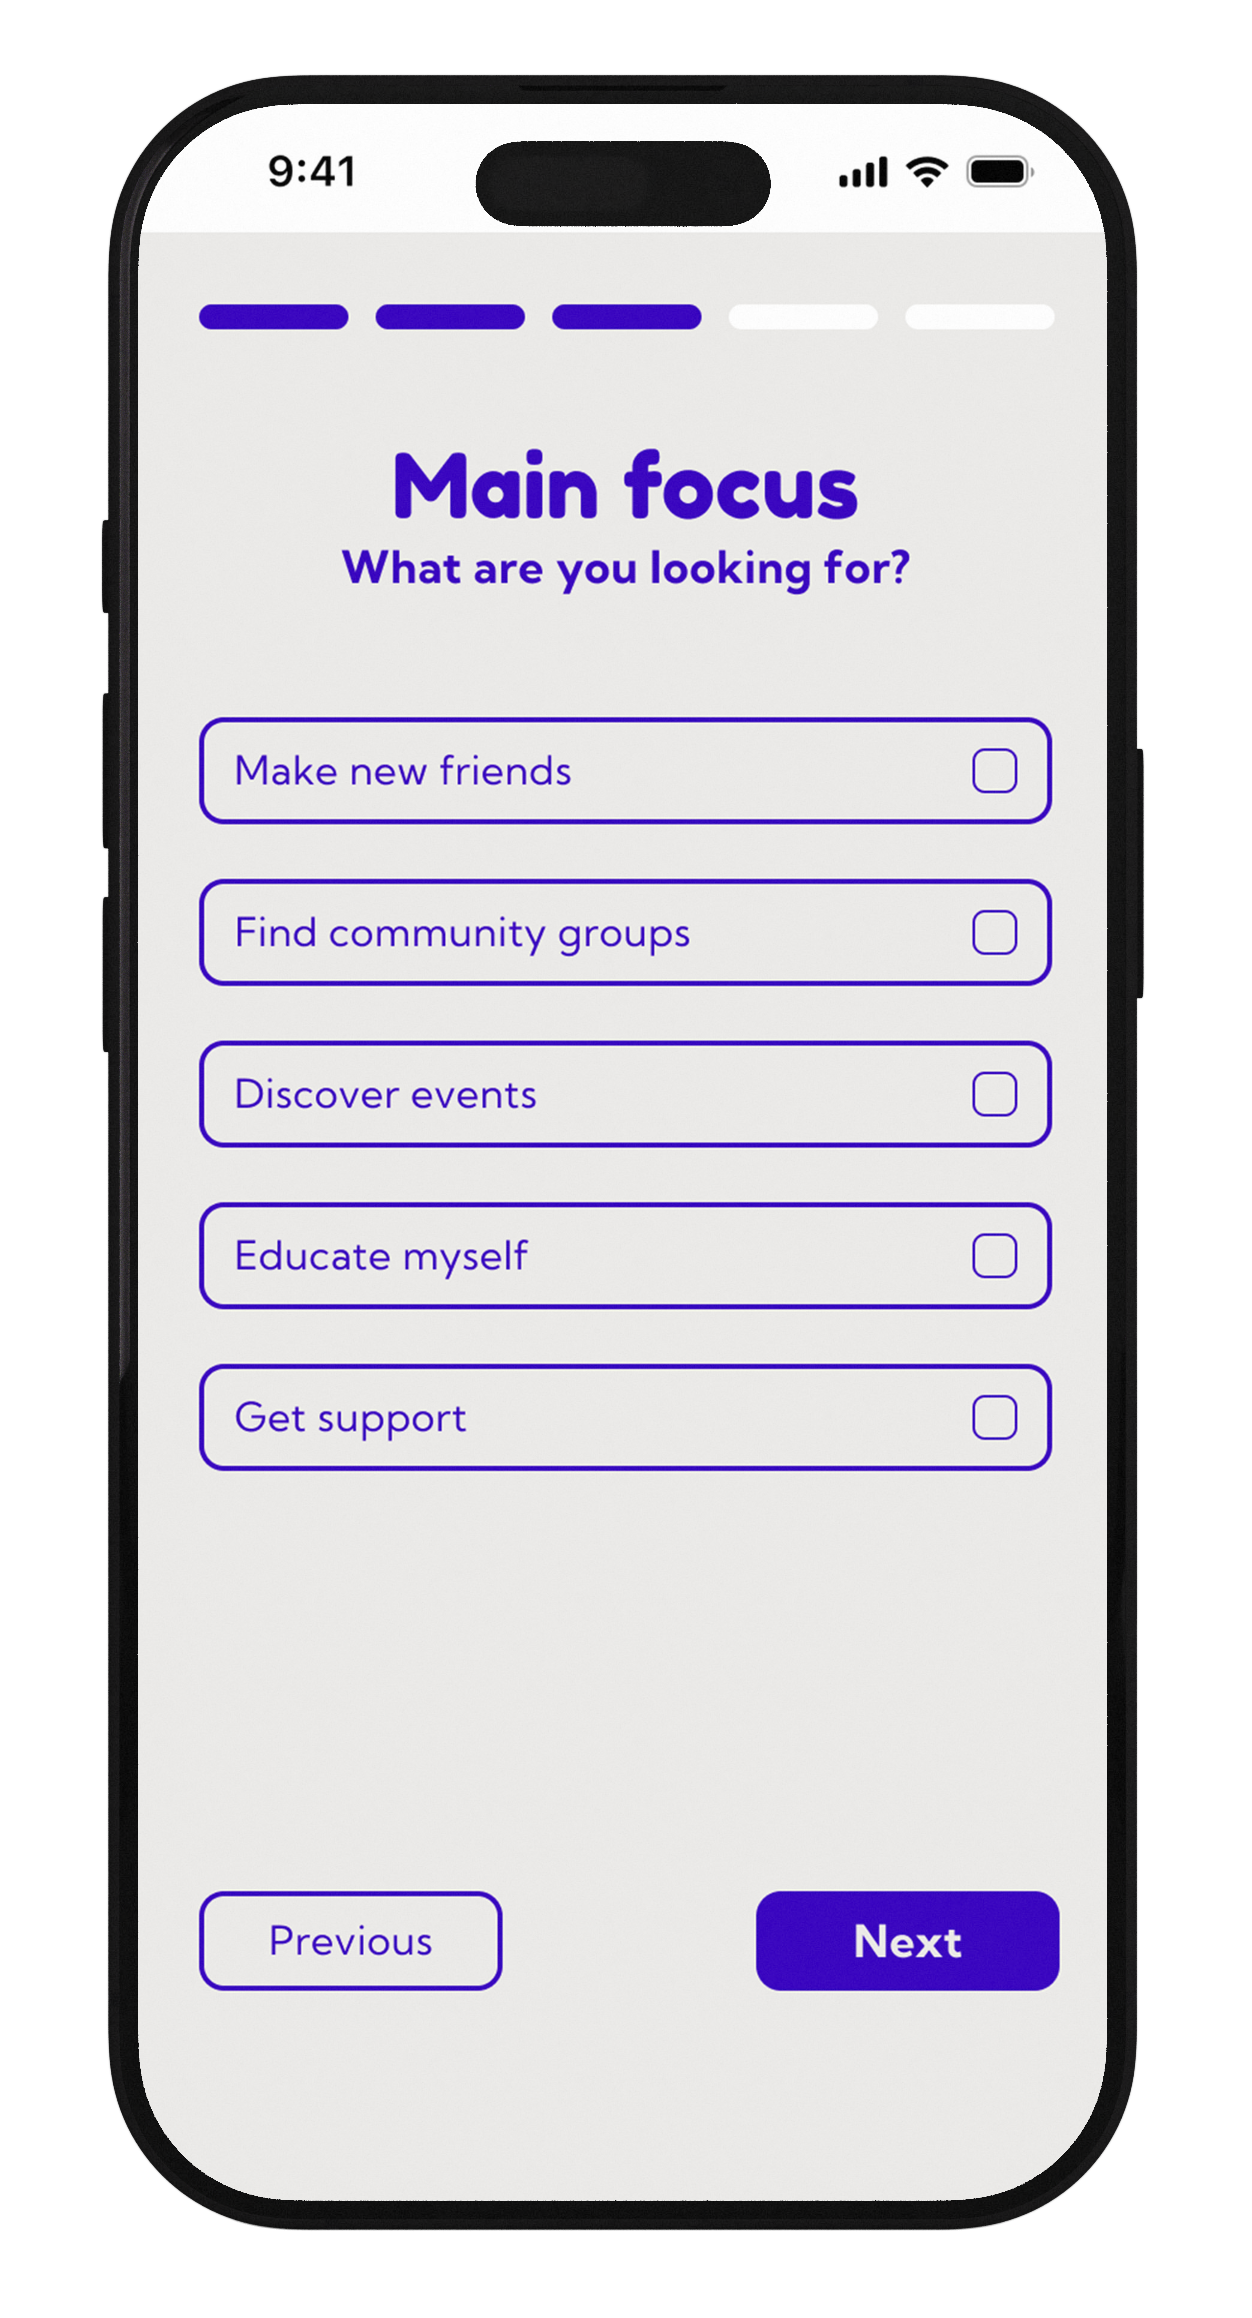 9:41
Main focus
What are you looking for?
Make new friends
Find community groups
Discover events
Educate myself
Get support
Previous
Next